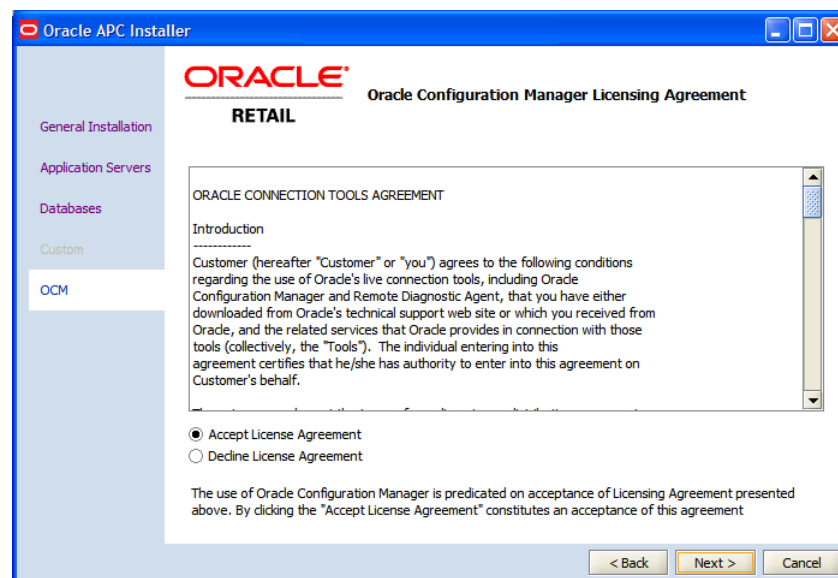 Oracle APC Installer
ORACLE
RETAIL
Oracle Configuration Manager Licensing Agreement
General Installation
Application Servers
Databases
Custom
OCM
ORACLE CONNECTION TOOLS AGREEMENT
Introduction
------------
Customer (hereafter "Customer" or "you") agrees to the following conditions
regarding the use of Oracle's live connection tools, including Oracle
Configuration Manager and Remote Diagnostic Agent, that you have either
downloaded from Oracle's technical support web site or which you received from
Oracle, and the related services that Oracle provides in connection with those
tools (collectively, the "Tools").  The individual entering into this
agreement certifies that he/she has authority to enter into this agreement on
Customer's behalf.
Accept License Agreement
Decline License Agreement
The use of Oracle Configuration Manager is predicated on acceptance of Licensing Agreement presented
above. By clicking the "Accept License Agreement" constitutes an acceptance of this agreement
< Back
Next >
Cancel